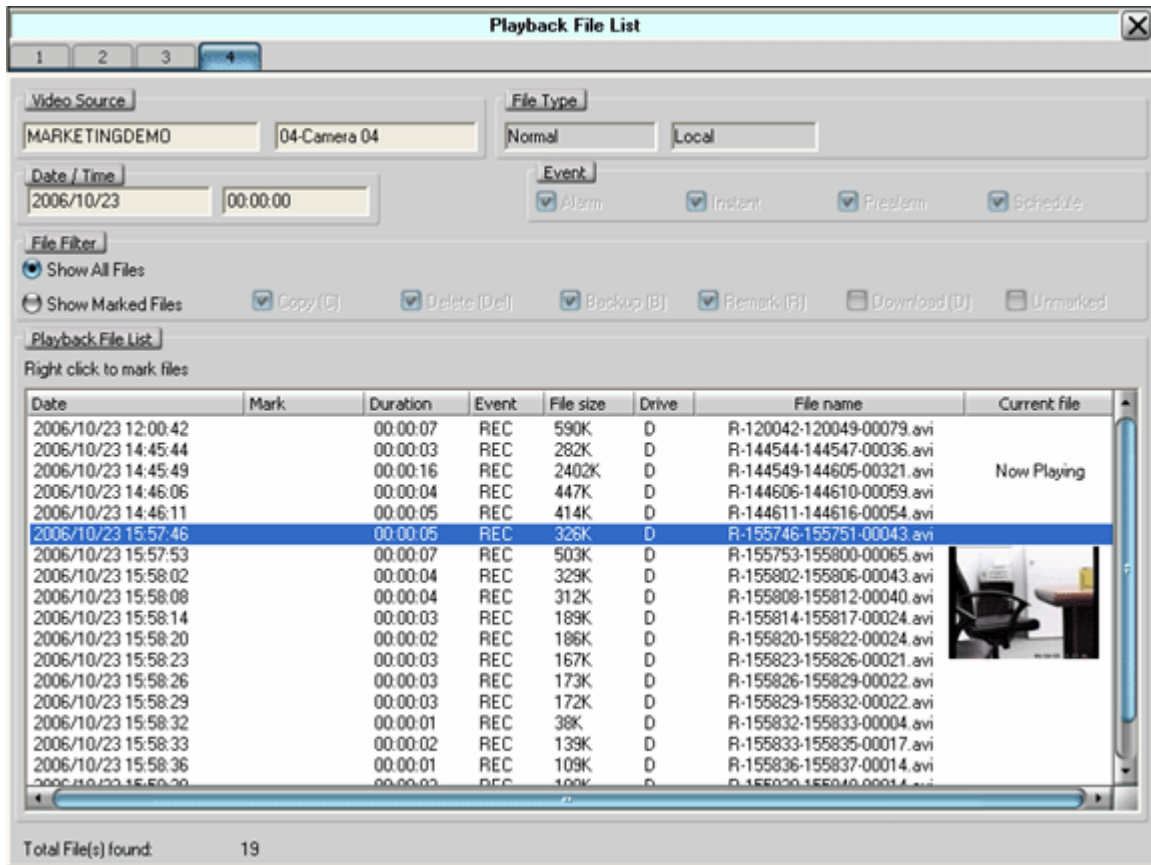 Playback File List
1 2 3 4
Video Source File Type
MARKETINGDEMO 04-Camera 04 Normal Local
Date / Time Event
2006/10/23 00:00:00 Alarm Instant Prealarm Schedule
File Filter
Show All Files
Show Marked Files Copy (C) Delete (Del) Backup (B) Remark (R) Download (D) Unmarked
Playback File List
Right click to mark files
Date Mark Duration Event File size Drive File name Current file
2006/10/23 12:00:42 00:00:07 REC 590K D R-120042-120049-00079.avi
2006/10/23 14:45:44 00:00:03 REC 282K D R-144544-144547-00036.avi
2006/10/23 14:45:49 00:00:16 REC 2402K D R-144549-144605-00321.avi Now Playing
2006/10/23 14:46:06 00:00:04 REC 447K D R-144606-144610-00059.avi
2006/10/23 14:46:11 00:00:05 REC 414K D R-144611-144616-00054.avi
2006/10/23 15:57:46 00:00:05 REC 326K D R-155746-155751-00043.avi
2006/10/23 15:57:53 00:00:07 REC 503K D R-155753-155800-00065.avi
2006/10/23 15:58:02 00:00:04 REC 329K D R-155802-155806-00043.avi
2006/10/23 15:58:08 00:00:04 REC 312K D R-155808-155812-00040.avi
2006/10/23 15:58:14 00:00:03 REC 189K D R-155814-155817-00024.avi
2006/10/23 15:58:20 00:00:02 REC 186K D R-155820-155822-00024.avi
2006/10/23 15:58:23 00:00:03 REC 167K D R-155823-155826-00021.avi
2006/10/23 15:58:26 00:00:03 REC 173K D R-155826-155829-00022.avi
2006/10/23 15:58:29 00:00:03 REC 172K D R-155829-155832-00022.avi
2006/10/23 15:58:32 00:00:01 REC 38K D R-155832-155833-00004.avi
2006/10/23 15:58:33 00:00:02 REC 139K D R-155833-155835-00017.avi
2006/10/23 15:58:36 00:00:01 REC 109K D R-155836-155837-00014.avi
Total File(s) found: 19